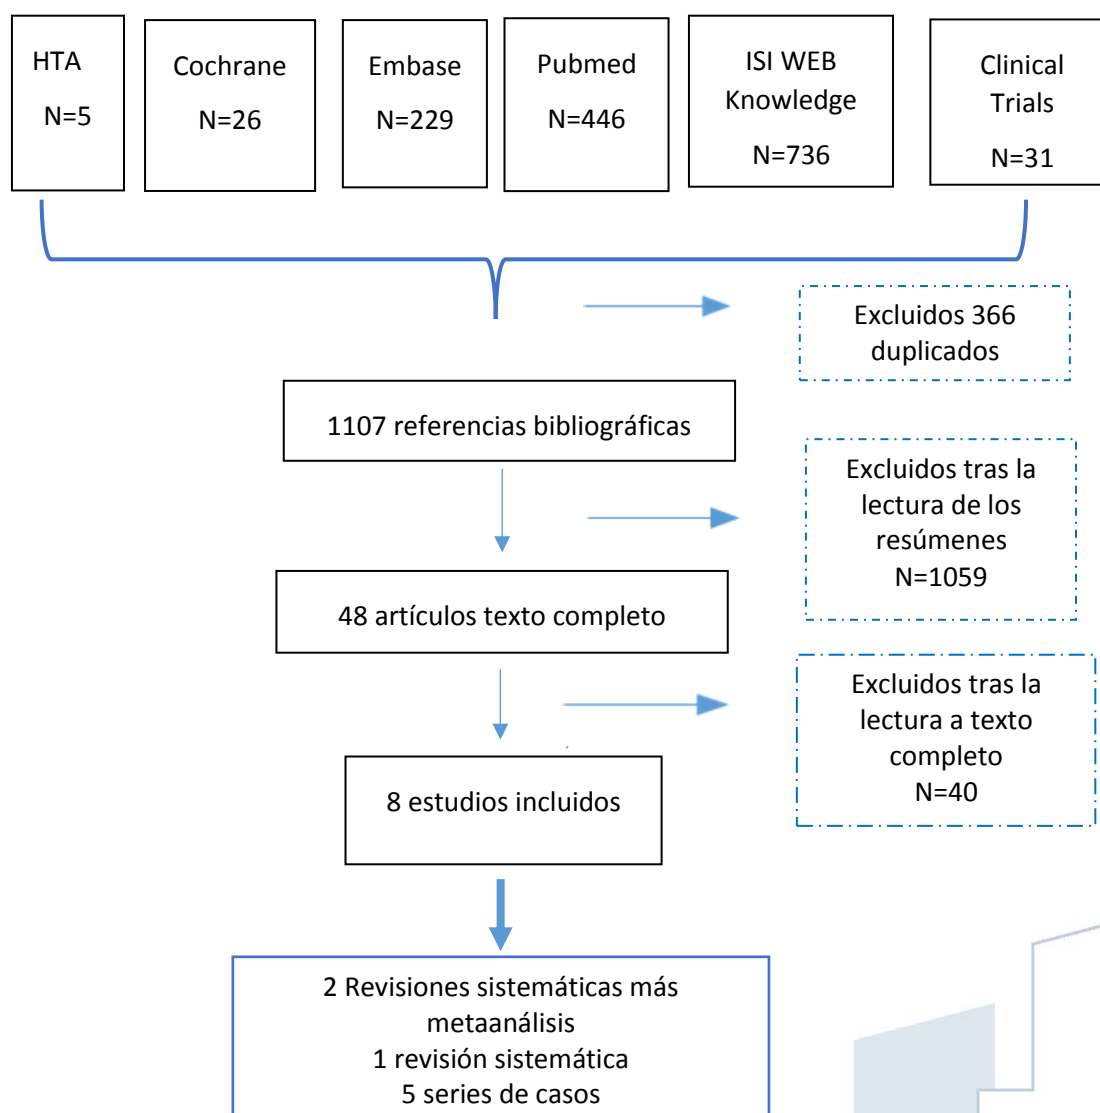 HTA
N=5
Cochrane
N=26
Embase
N=229
Pubmed
N=446
ISI WEB
Knowledge
N=736
Clinical
Trials
N=31
Excluidos 366
duplicados
1107 referencias bibliográficas
Excluidos tras la
lectura de los
resúmenes
N=1059
48 artículos texto completo
Excluidos tras la
lectura a texto
completo
N=40
8 estudios incluidos
2 Revisiones sistemáticas más
metaanálisis
1 revisión sistemática
5 series de casos